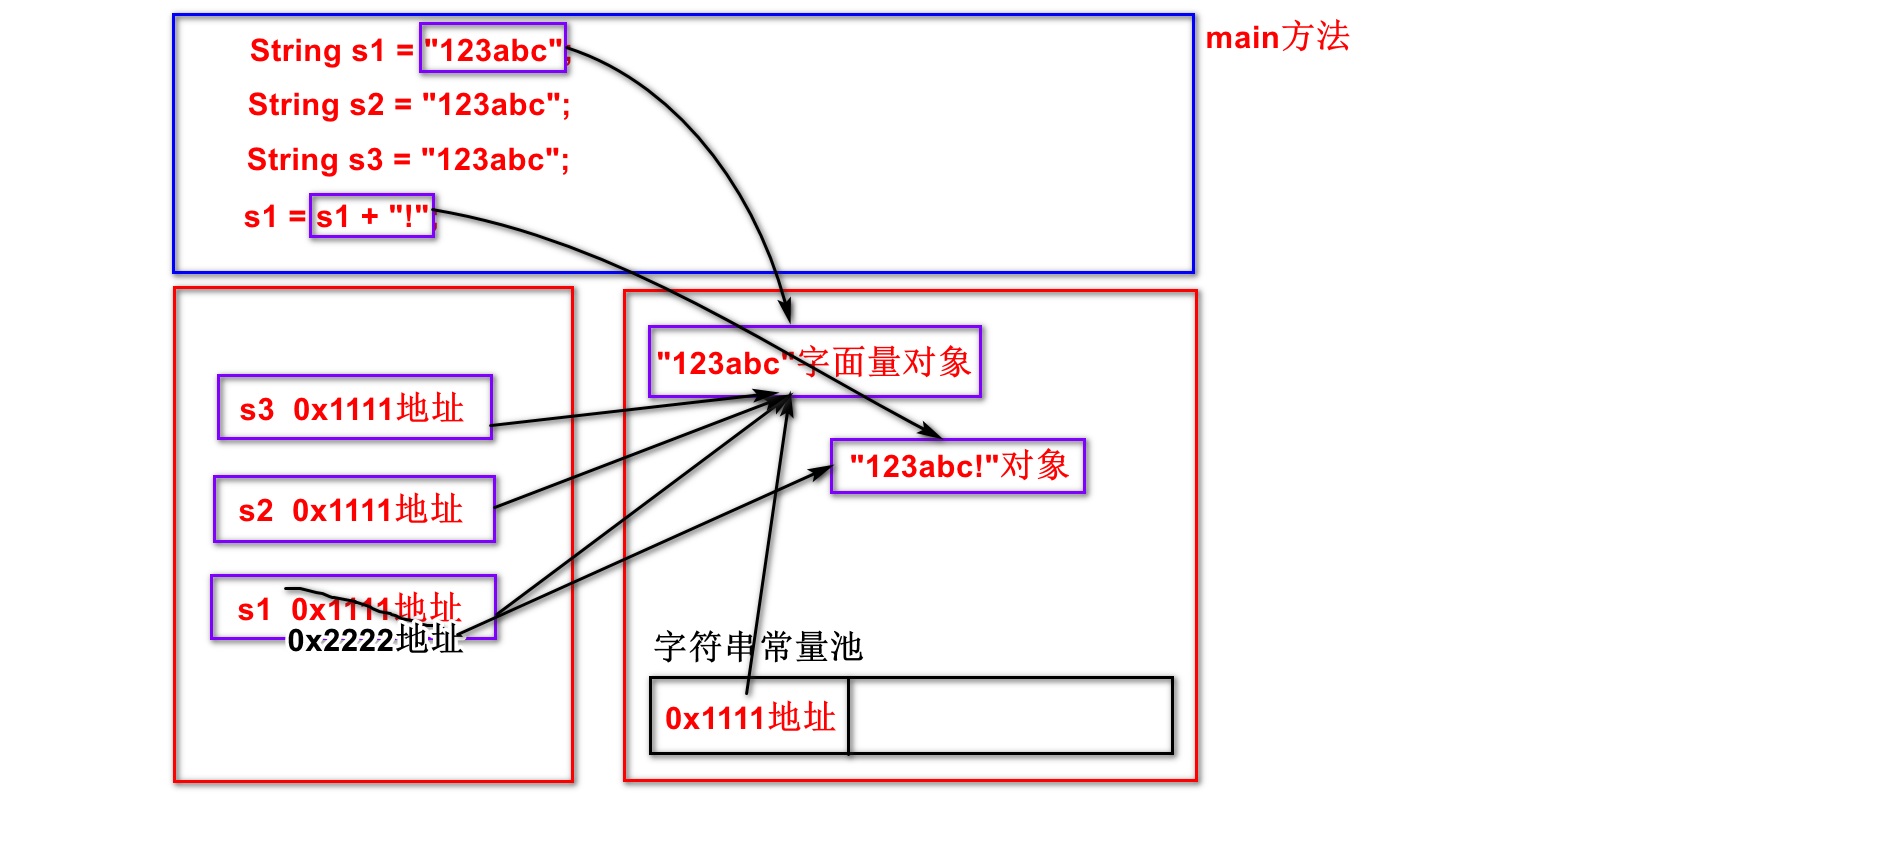 String s1 = "123abc";
main方法
String s2 = "123abc";
String s3 = "123abc";
s1 = s1 + "!";
"123abc"字面量对象
s3 0x1111地址
"123abc!"对象
s2 0x1111地址
s1 0x1111地址
0x2222地址
字符串常量池
0x1111地址